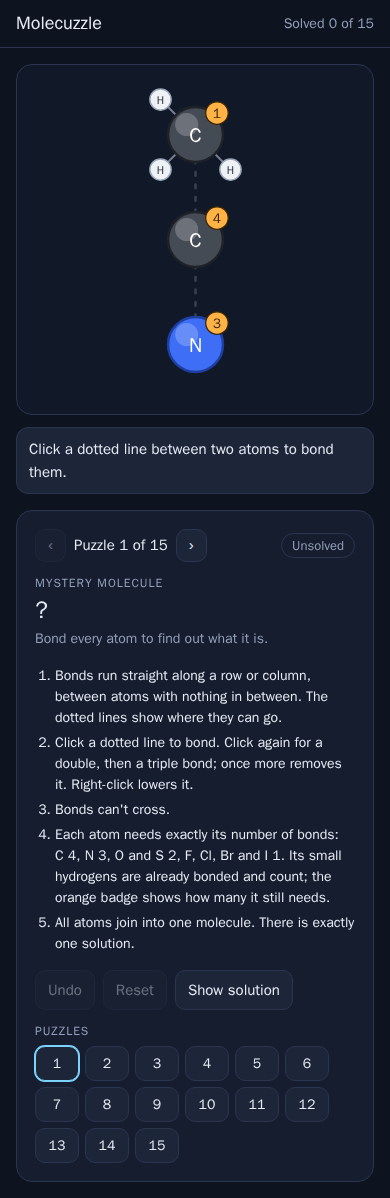 Molecuzzle
Solved 0 of 15
H
1
C
H
H
4
C
3
N
Click a dotted line between two atoms to bond
them.
‹
Puzzle 1 of 15
›
Unsolved
MYSTERY MOLECULE
?
Bond every atom to find out what it is.
1. Bonds run straight along a row or column,
between atoms with nothing in between. The
dotted lines show where they can go.
2. Click a dotted line to bond. Click again for a
double, then a triple bond; once more removes
it. Right-click lowers it.
3. Bonds can't cross.
4. Each atom needs exactly its number of bonds:
C 4, N 3, O and S 2, F, Cl, Br and I 1. Its small
hydrogens are already bonded and count; the
orange badge shows how many it still needs.
5. All atoms join into one molecule. There is exactly
one solution.
Undo
Reset
Show solution
PUZZLES
1 2 3 4 5 6
7 8 9 10 11 12
13 14 15